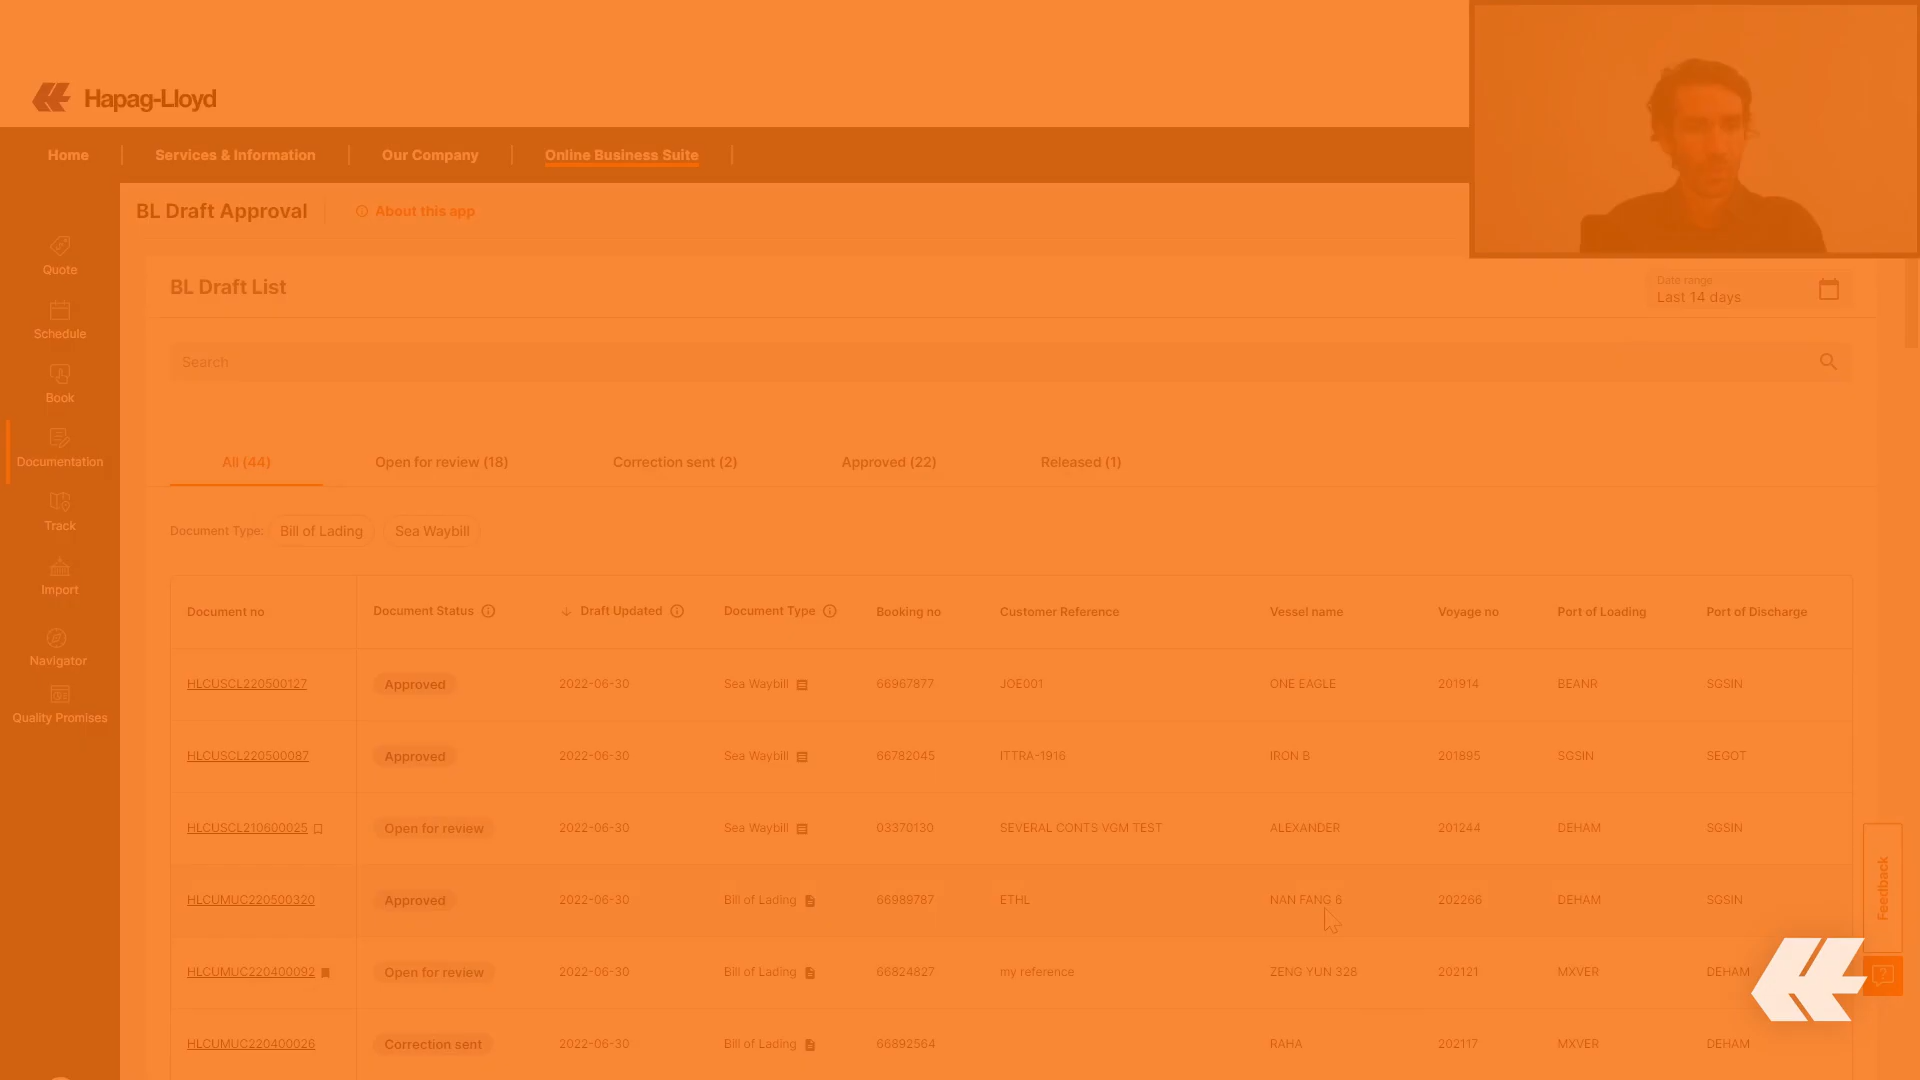 Hapag-Lloyd
Home
Services & Information
Our Company
Online Business Suite
BL Draft Approval
About this app
Quote
Schedule
Book
Documentation
Track
Import
Navigator
Quality Promises
BL Draft List
Date range
Last 14 days
Search
All (44)
Open for review (18)
Correction sent (2)
Approved (22)
Released (1)
Document Type: Bill of Lading Sea Waybill
Document no Document Status Draft Updated Document Type Booking no Customer Reference Vessel name Voyage no Port of Loading Port of Discharge
HLCUSCL220500127 Approved 2022-06-30 Sea Waybill 66967877 JOE001 ONE EAGLE 201914 BEANR SGSIN
HLCUSCL220500087 Approved 2022-06-30 Sea Waybill 66782045 ITTRA-1916 IRON B 201895 SGSIN SEGOT
HLCUSCL210600025 Open for review 2022-06-30 Sea Waybill 03370130 SEVERAL CONTS VGM TEST ALEXANDER 201244 DEHAM SGSIN
HLCUMUC220500320 Approved 2022-06-30 Bill of Lading 66989787 ETHL NAN FANG 6 202266 DEHAM SGSIN
HLCUMUC220400092 Open for review 2022-06-30 Bill of Lading 66824827 my reference ZENG YUN 328 202121 MXVER DEHAM
HLCUMUC220400026 Correction sent 2022-06-30 Bill of Lading 66892564 RAHA 202117 MXVER DEHAM
Feedback